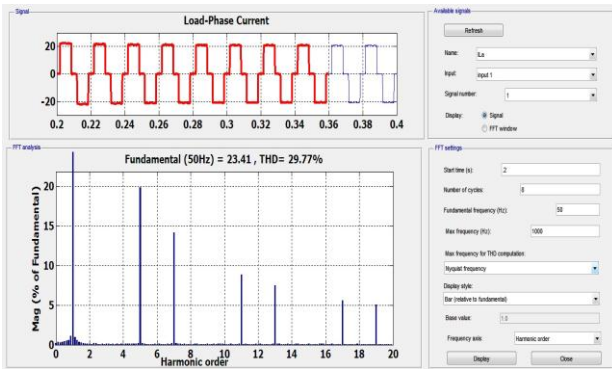 Signal
Load-Phase Current
20
0
-20
0.2 0.22 0.24 0.26 0.28 0.3 0.32 0.34 0.36 0.38 0.4
FFT analysis
Fundamental (50Hz) = 23.41 , THD= 29.77%
Mag (% of Fundamental)
20
15
10
5
0
0 2 4 6 8 10 12 14 16 18 20
Harmonic order
Available signals
Refresh
Name: ILa
Input: input 1
Signal number: 1
Display: Signal
FFT window
FFT settings
Start time (s): .2
Number of cycles: 8
Fundamental frequency (Hz): 50
Max frequency (Hz): 1000
Max frequency for THD computation:
Nyquist frequency
Display style:
Bar (relative to fundamental)
Base value: 1.0
Frequency axis: Harmonic order
Display Close